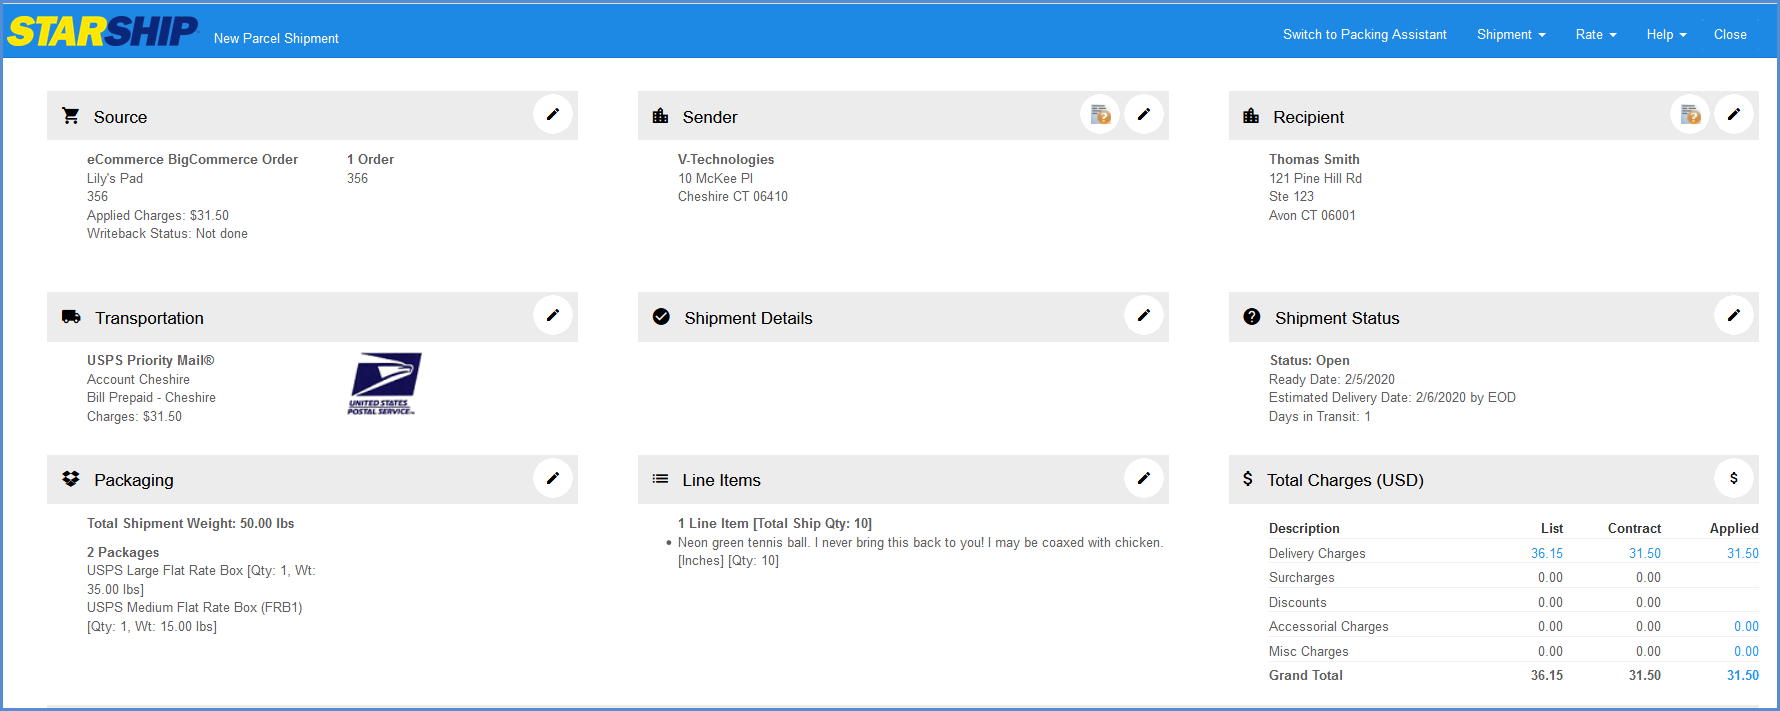 STARSHIP New Parcel Shipment Switch to Packing Assistant Shipment Rate Help Close
Source
eCommerce BigCommerce Order 1 Order
Lily's Pad 356
356
Applied Charges: $31.50
Writeback Status: Not done
Sender
V-Technologies
10 McKee Pl
Cheshire CT 06410
Recipient
Thomas Smith
121 Pine Hill Rd
Ste 123
Avon CT 06001
Transportation
USPS Priority Mail®
Account Cheshire
Bill Prepaid - Cheshire
Charges: $31.50
UNITED STATES
POSTAL SERVICE
Shipment Details
Shipment Status
Status: Open
Ready Date: 2/5/2020
Estimated Delivery Date: 2/6/2020 by EOD
Days in Transit: 1
Packaging
Total Shipment Weight: 50.00 lbs
2 Packages
USPS Large Flat Rate Box [Qty: 1, Wt:
35.00 lbs]
USPS Medium Flat Rate Box (FRB1)
[Qty: 1, Wt: 15.00 lbs]
Line Items
1 Line Item [Total Ship Qty: 10]
• Neon green tennis ball. I never bring this back to you! I may be coaxed with chicken.
[Inches] [Qty: 10]
$ Total Charges (USD) $
Description List Contract Applied
Delivery Charges 36.15 31.50 31.50
Surcharges 0.00 0.00
Discounts 0.00 0.00
Accessorial Charges 0.00 0.00 0.00
Misc Charges 0.00 0.00 0.00
Grand Total 36.15 31.50 31.50